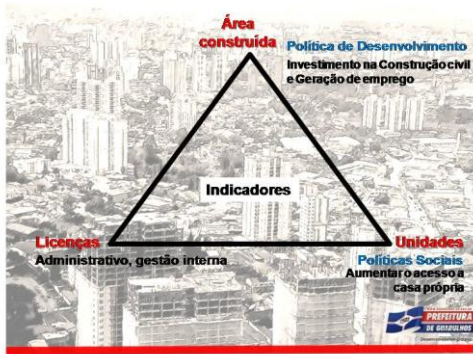 Área
construída
Política de Desenvolvimento
Investimento na Construção civil
e Geração de emprego
Indicadores
Licenças
Administrativo, gestão interna
Unidades
Políticas Sociais
Aumentar o acesso a
casa própria
PREFEITURA
DE GUARULHOS